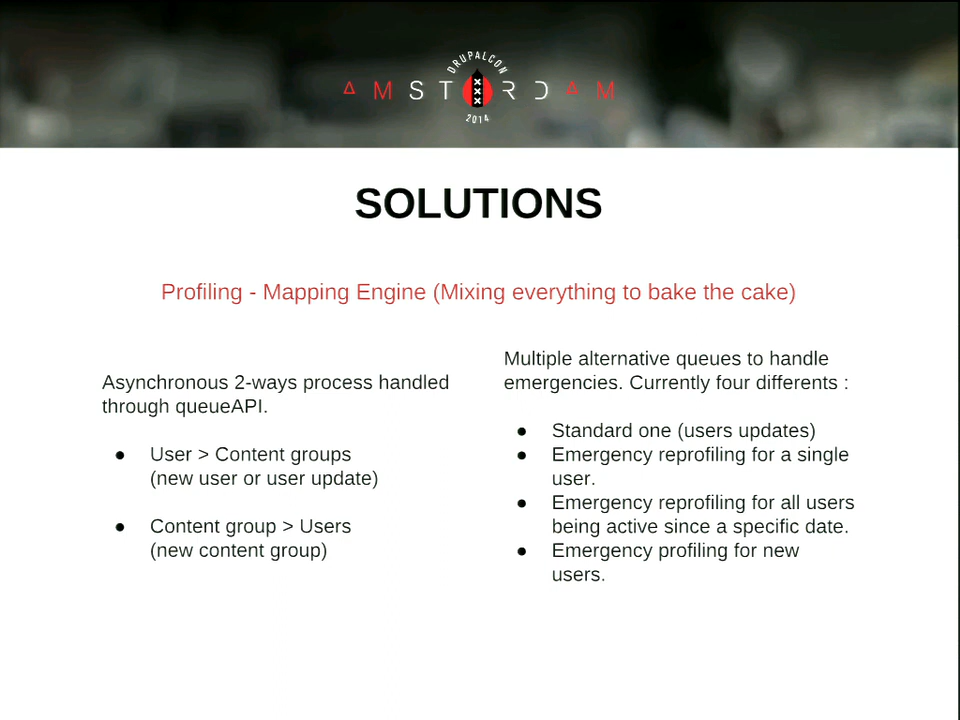 DRUPALCON
AMSTERDAM
2014
SOLUTIONS
Profiling - Mapping Engine (Mixing everything to bake the cake)
Asynchronous 2-ways process handled
through queueAPI.
● User > Content groups
(new user or user update)
● Content group > Users
(new content group)
Multiple alternative queues to handle
emergencies. Currently four differents :
● Standard one (users updates)
● Emergency reprofiling for a single
user.
● Emergency reprofiling for all users
being active since a specific date.
● Emergency profiling for new
users.